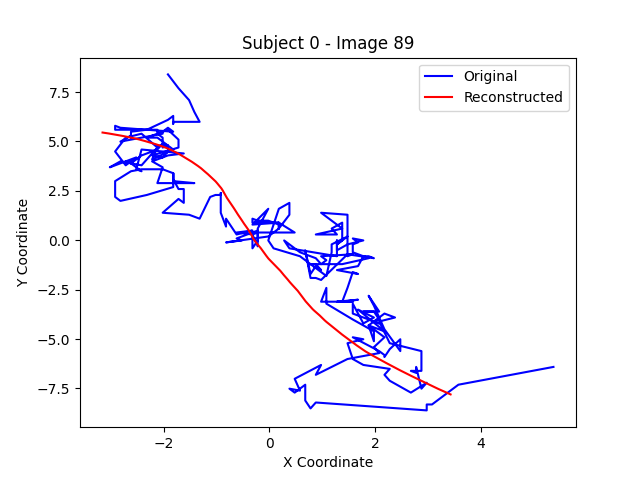 Subject 0 - Image 89
Original
Reconstructed
7.5
5.0
2.5
0.0
−2.5
−5.0
−7.5
Y Coordinate
−2
0
2
4
X Coordinate